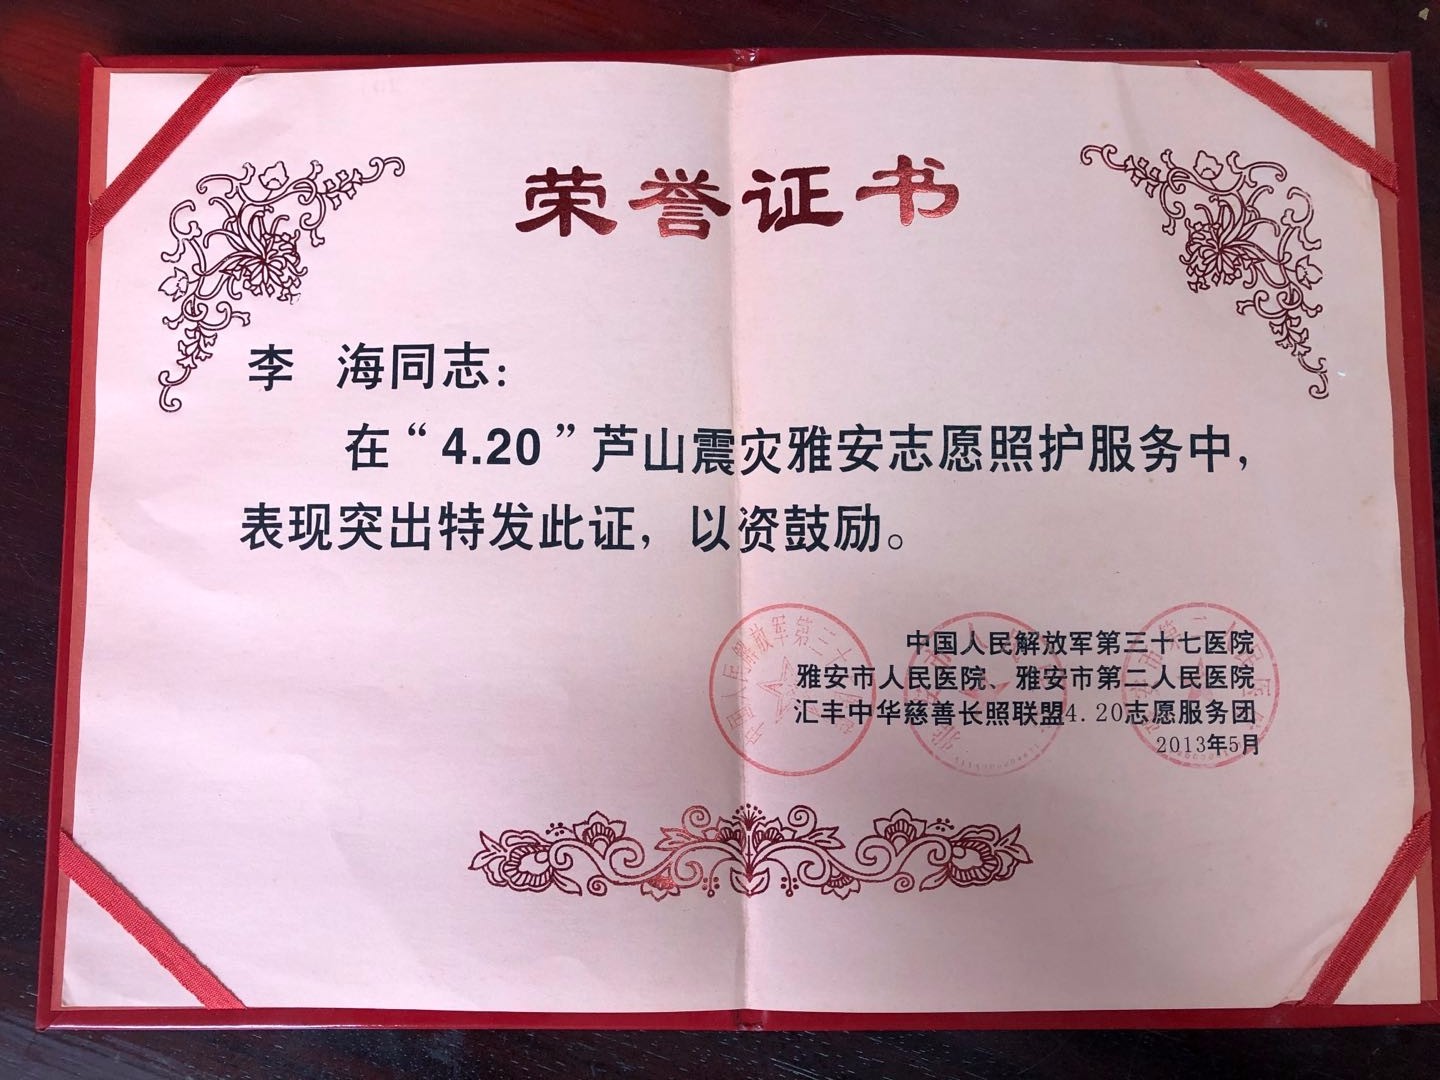 荣誉证书
李 海同志：
在“4.20”芦山震灾雅安志愿照护服务中，
表现突出特发此证，以资鼓励。
中国人民解放军第三十七医院
雅安市人民医院、雅安市第二人民医院
汇丰中华慈善长照联盟4.20志愿服务团
2013年5月